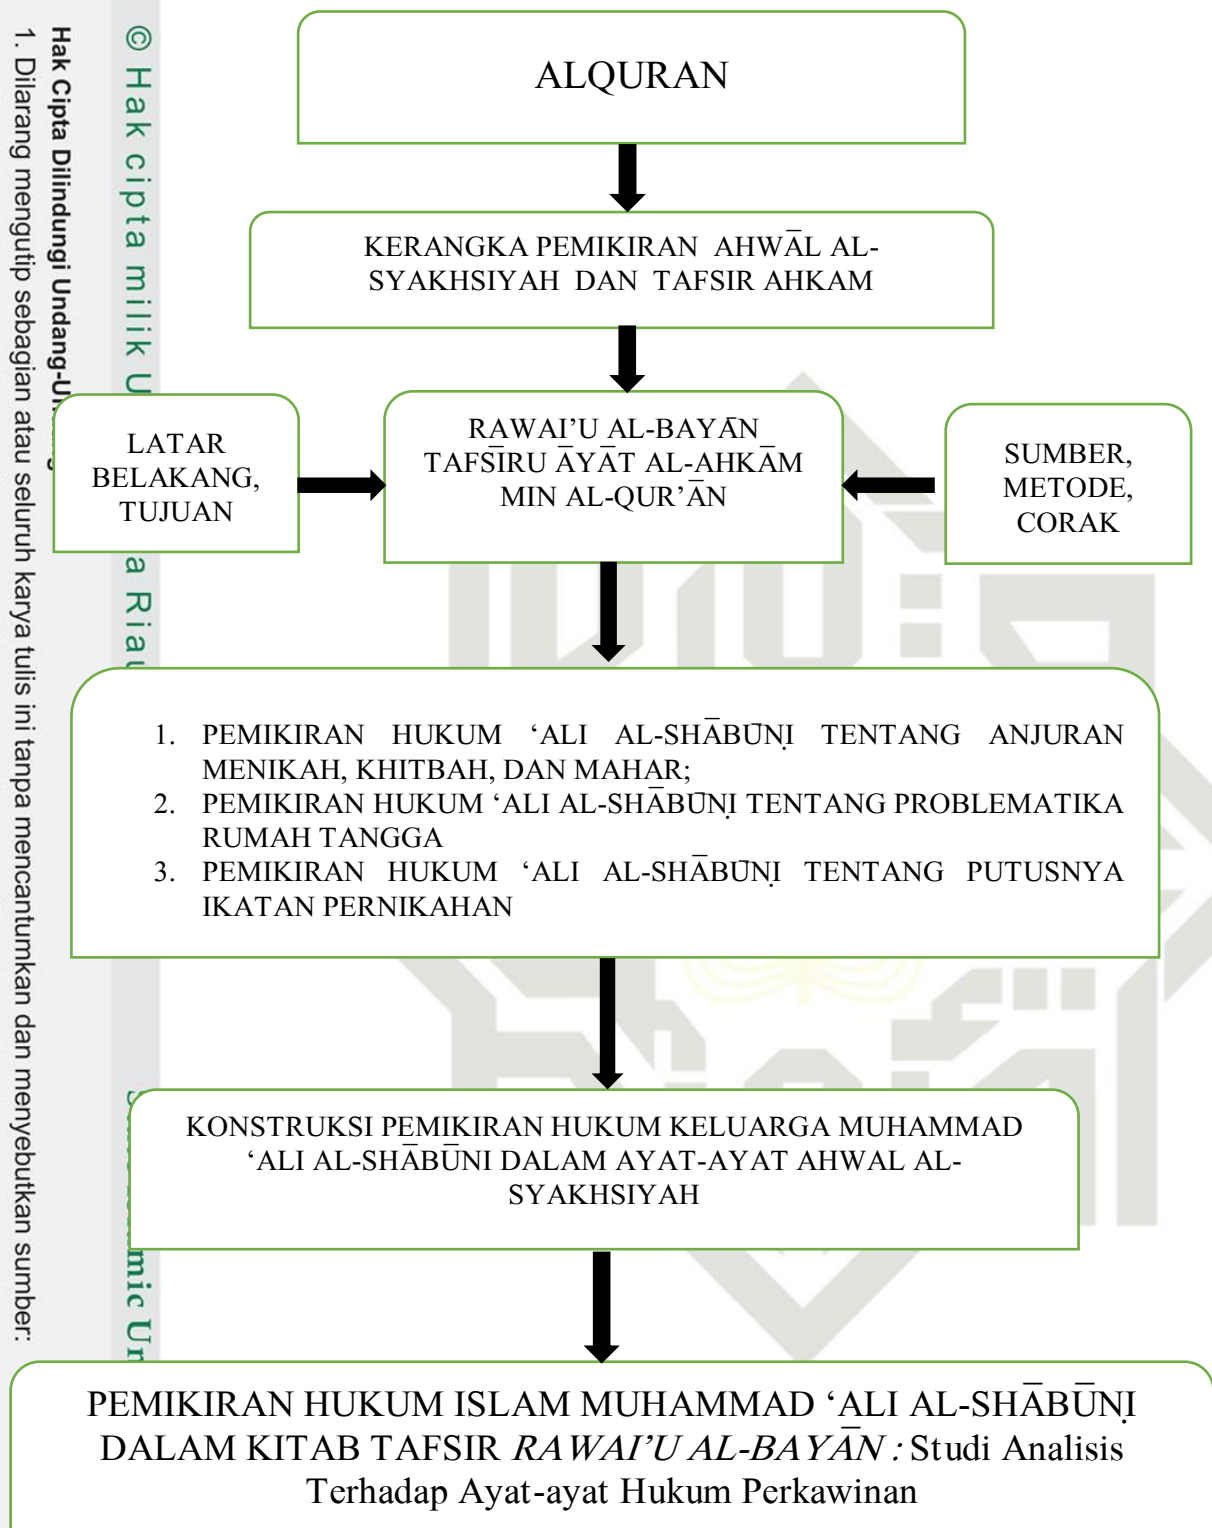 ALQURAN
KERANGKA PEMIKIRAN AHWĀL AL-
SYAKHSIYAH DAN TAFSIR AHKAM
LATAR
BELAKANG,
TUJUAN
RAWAI’U AL-BAYĀN
TAFSĪRU ĀYĀT AL-AHKĀM
MIN AL-QUR’ĀN
SUMBER,
METODE,
CORAK
1. PEMIKIRAN HUKUM ‘ALI AL-SHĀBŪNỊ TENTANG ANJURAN
MENIKAH, KHITBAH, DAN MAHAR;
2. PEMIKIRAN HUKUM ‘ALI AL-SHĀBŪNỊ TENTANG PROBLEMATIKA
RUMAH TANGGA
3. PEMIKIRAN HUKUM ‘ALI AL-SHĀBŪNỊ TENTANG PUTUSNYA
IKATAN PERNIKAHAN
KONSTRUKSI PEMIKIRAN HUKUM KELUARGA MUHAMMAD
‘ALI AL-SHĀBŪNI DALAM AYAT-AYAT AHWAL AL-
SYAKHSIYAH
PEMIKIRAN HUKUM ISLAM MUHAMMAD ‘ALI AL-SHĀBŪNỊ
DALAM KITAB TAFSIR RAWAI’U AL-BAYĀN : Studi Analisis
Terhadap Ayat-ayat Hukum Perkawinan
© Hak cipta milik U
a Riau
mic Un
Hak Cipta Dilindungi Undang-U
1. Dilarang mengutip sebagian atau seluruh karya tulis ini tanpa mencantumkan dan menyebutkan sumber: